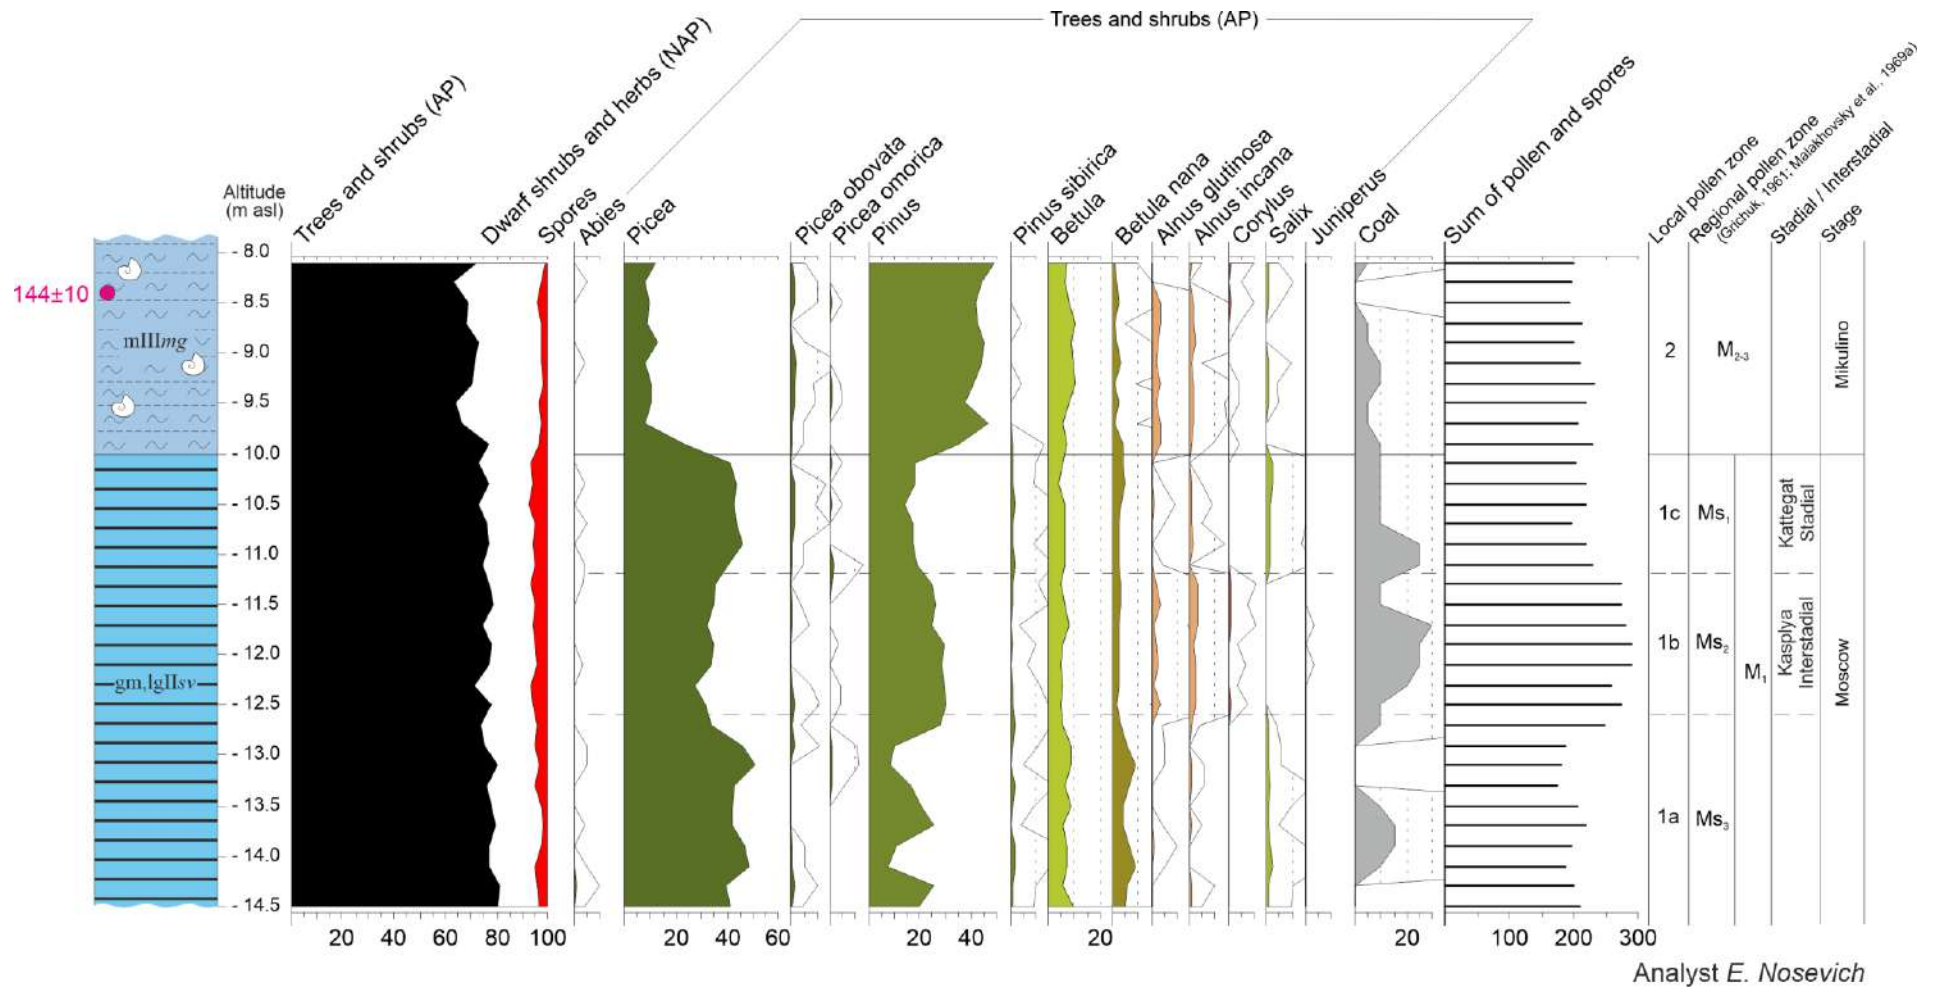 Trees and shrubs (AP)
Trees and shrubs (AP)
Dwarf shrubs and herbs (NAP)
Spores
Abies
Picea
Picea obovata
Picea omorica
Pinus
Pinus sibirica
Betula
Betula nana
Alnus glutinosa
Alnus incana
Corylus
Salix
Juniperus
Coal
Sum of pollen and spores
Local pollen zone
Regional pollen zone
(Grichuk, 1961; Malakhovsky et al., 1969a)
Stadial / Interstadial
Stage
Altitude
(m asl)
- 8.0
- 8.5
- 9.0
- 9.5
- 10.0
- 10.5
- 11.0
- 11.5
- 12.0
- 12.5
- 13.0
- 13.5
- 14.0
- 14.5
144±10
mIIImg
gm,lgIIsv
2 M2-3 Mikulino
1c Ms1 Kattegat
Stadial
1b Ms2 Kasplya
Interstadial
M1
Moscow
1a Ms3
20 40 60 80 100 20 40 60 20 40 20 20 100 200 300
Analyst E. Nosevich